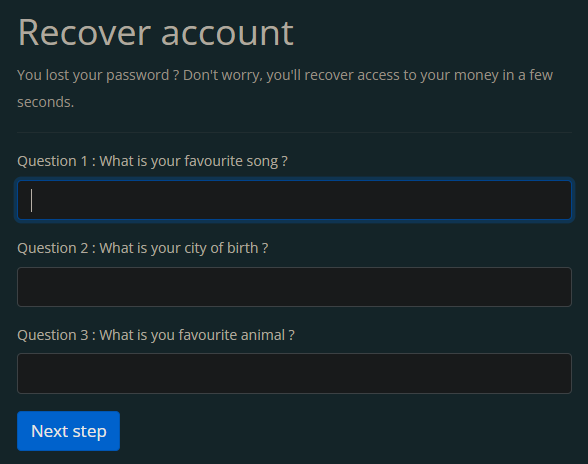 Recover account
You lost your password ? Don't worry, you'll recover access to your money in a few
seconds.
Question 1 : What is your favourite song ?
Question 2 : What is your city of birth ?
Question 3 : What is you favourite animal ?
Next step